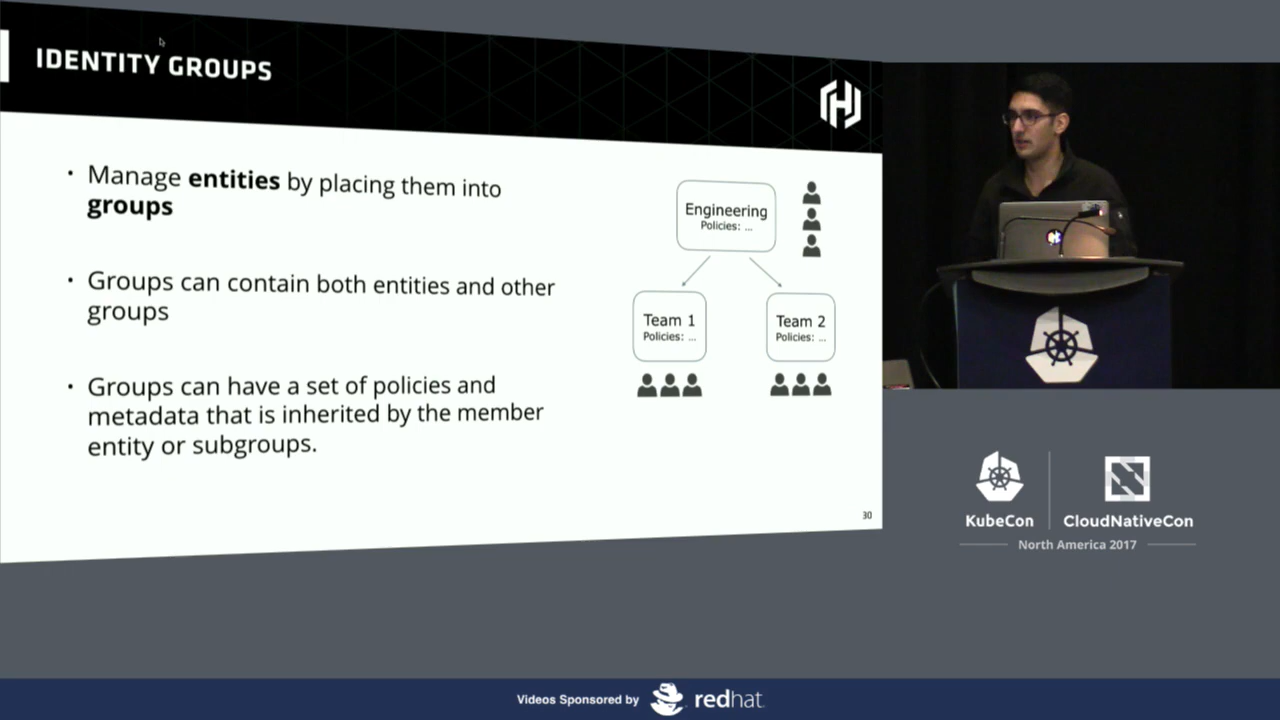 IDENTITY GROUPS
• Manage entities by placing them into
groups
• Groups can contain both entities and other
groups
• Groups can have a set of policies and
metadata that is inherited by the member
entity or subgroups.
Engineering
Policies: ...
Team 1
Policies: ...
Team 2
Policies: ...
30
KubeCon
CloudNativeCon
North America 2017
Videos Sponsored by redhat.